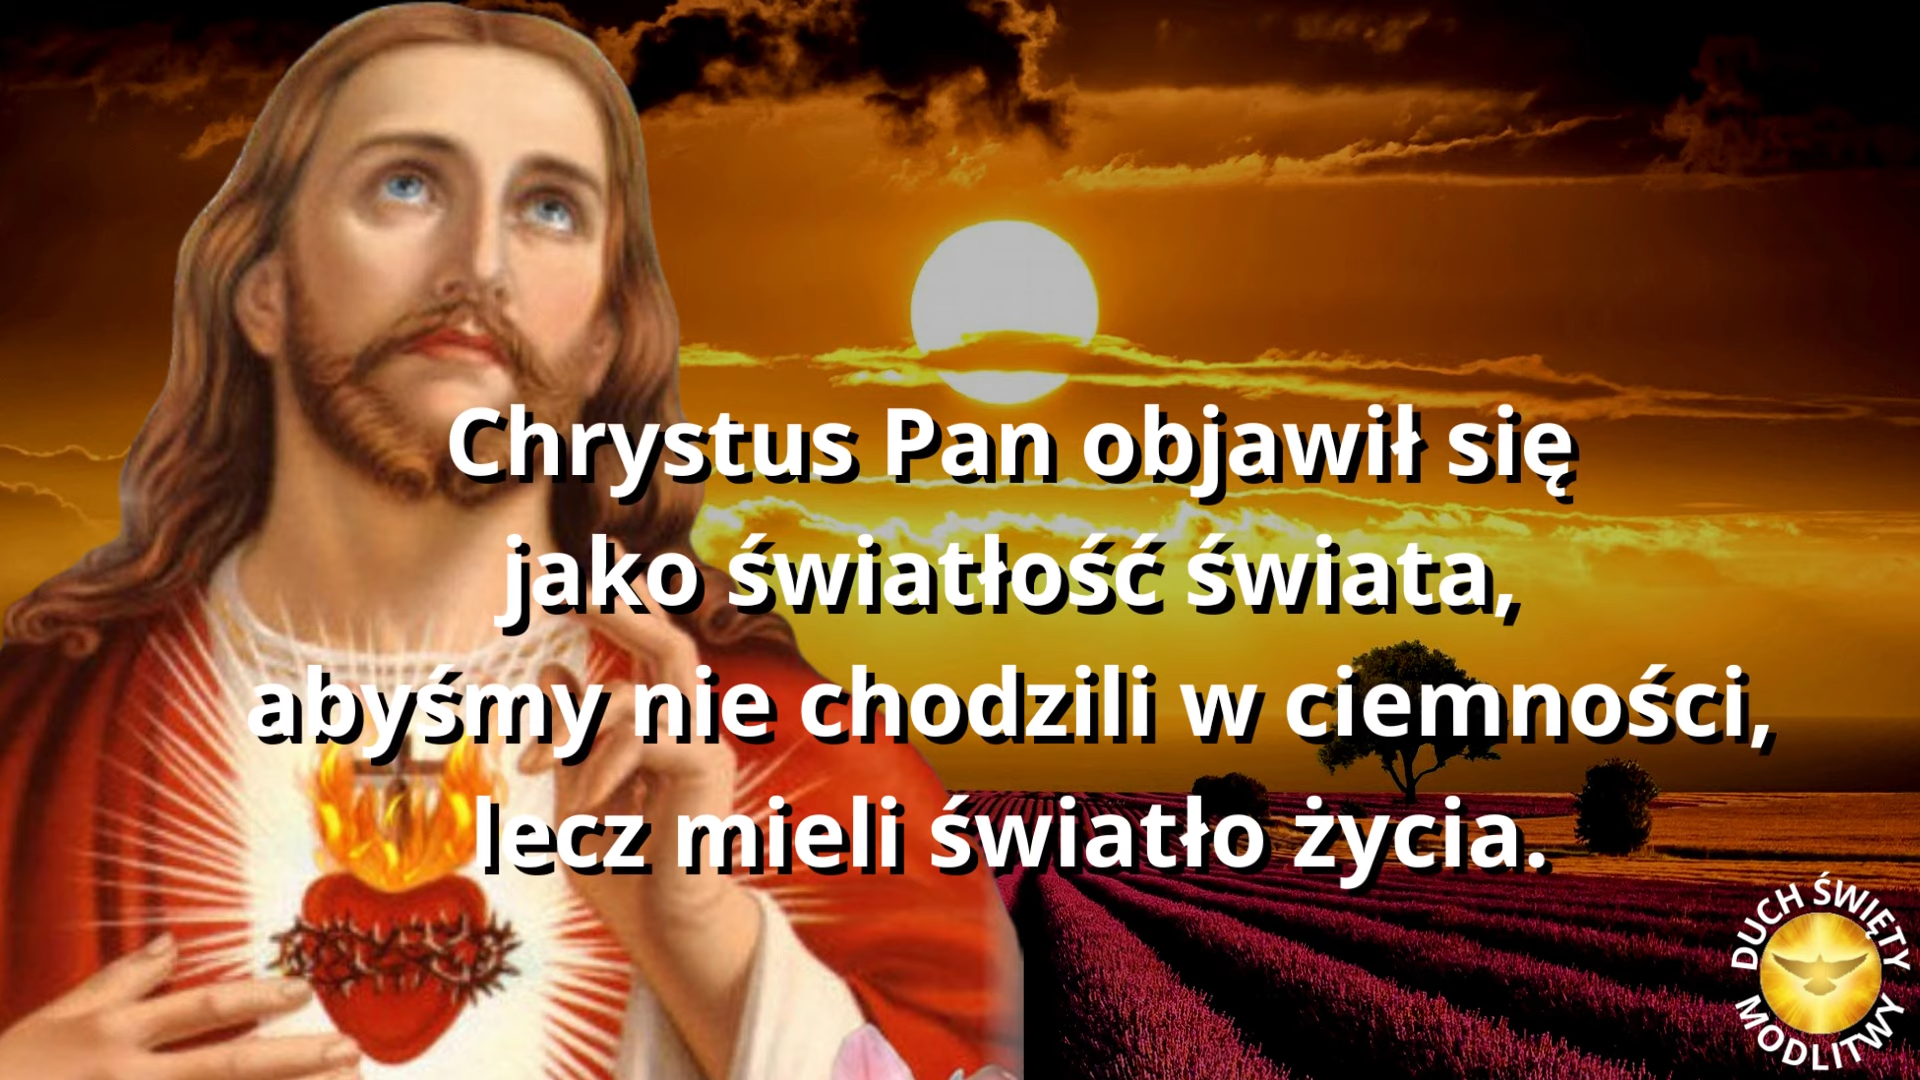 Chrystus Pan objawił się
jako światłość świata,
abyśmy nie chodzili w ciemności,
lecz mieli światło życia.
DUCH ŚWIĘTY
MODLITWY